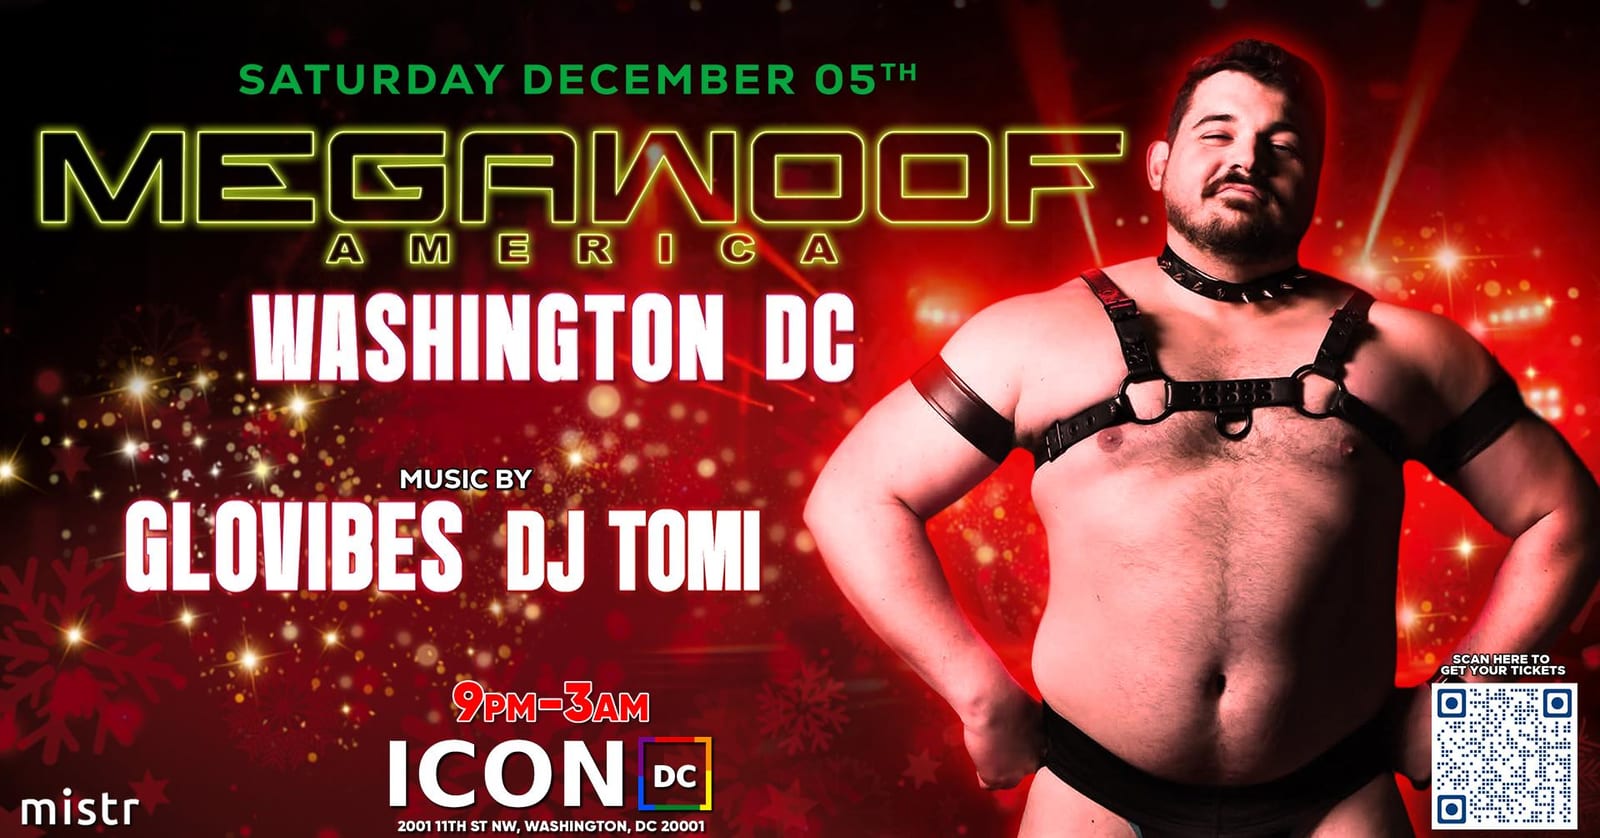 SATURDAY DECEMBER 05TH
MEGAWOOF
AMERICA
WASHINGTON DC
MUSIC BY
GLOVIBES DJ TOMI
9PM-3AM
ICON DC
2001 11TH ST NW, WASHINGTON, DC 20001
mistr
SCAN HERE TO
GET YOUR TICKETS